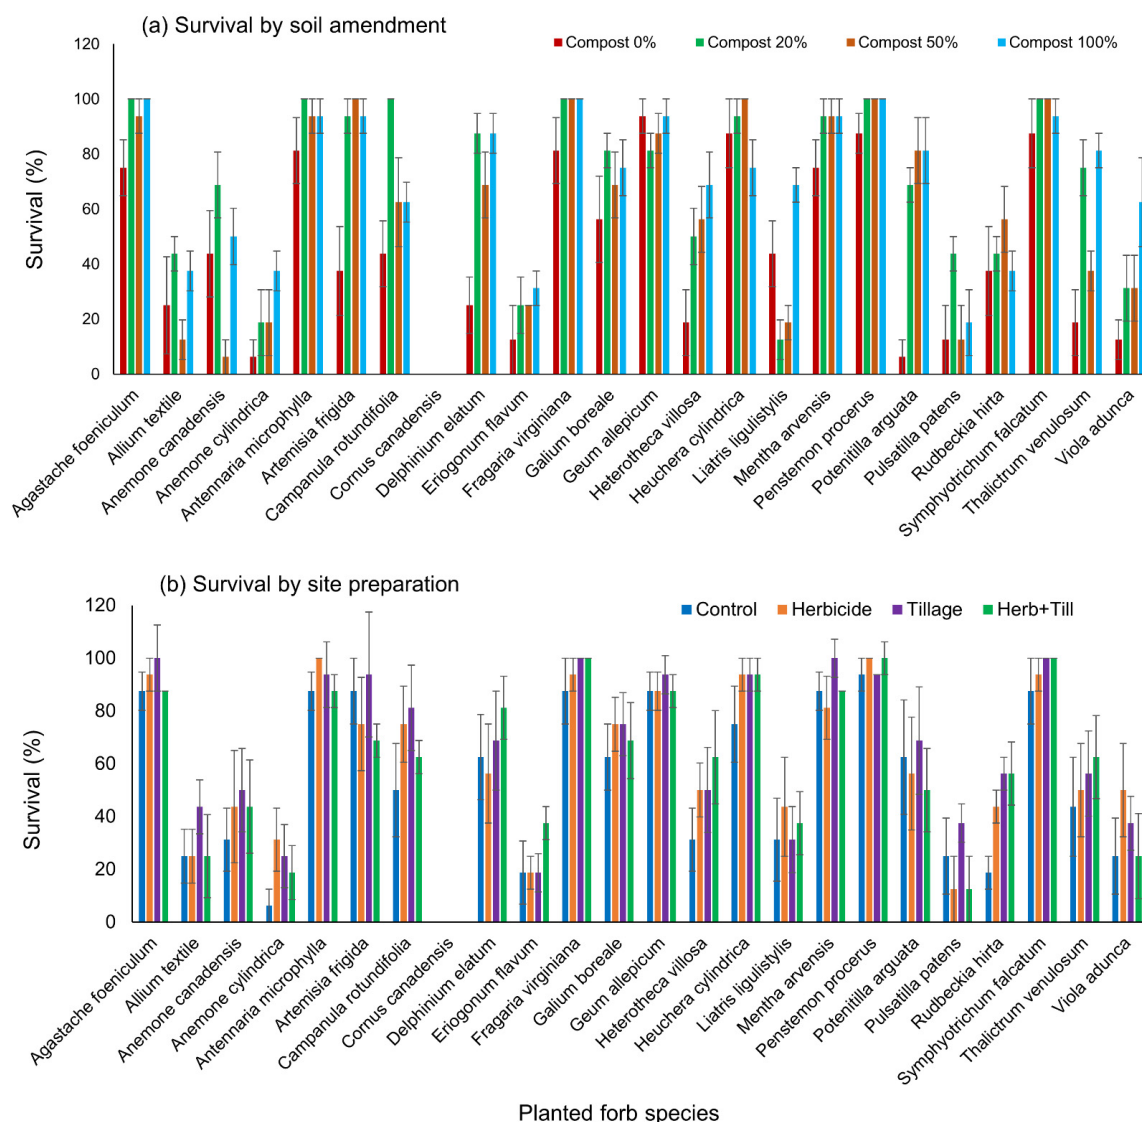 (a) Survival by soil amendment
Compost 0% Compost 20% Compost 50% Compost 100%
Survival (%)
120
100
80
60
40
20
0
Agastache foeniculum
Allium textile
Anemone canadensis
Anemone cylindrica
Antennaria microphylla
Artemisia frigida
Campanula rotundifolia
Cornus canadensis
Delphinium elatum
Eriogonum flavum
Fragaria virginiana
Galium boreale
Geum allepicum
Heterotheca villosa
Heuchera cylindrica
Liatris ligulistylis
Mentha arvensis
Penstemon procerus
Potenitilla arguata
Pulsatilla patens
Rudbeckia hirta
Symphyotrichum falcatum
Thalictrum venulosum
Viola adunca
(b) Survival by site preparation
Control Herbicide Tillage Herb+Till
Survival (%)
120
100
80
60
40
20
0
Agastache foeniculum
Allium textile
Anemone canadensis
Anemone cylindrica
Antennaria microphylla
Artemisia frigida
Campanula rotundifolia
Cornus canadensis
Delphinium elatum
Eriogonum flavum
Fragaria virginiana
Galium boreale
Geum allepicum
Heterotheca villosa
Heuchera cylindrica
Liatris ligulistylis
Mentha arvensis
Penstemon procerus
Potenitilla arguata
Pulsatilla patens
Rudbeckia hirta
Symphyotrichum falcatum
Thalictrum venulosum
Viola adunca
Planted forb species